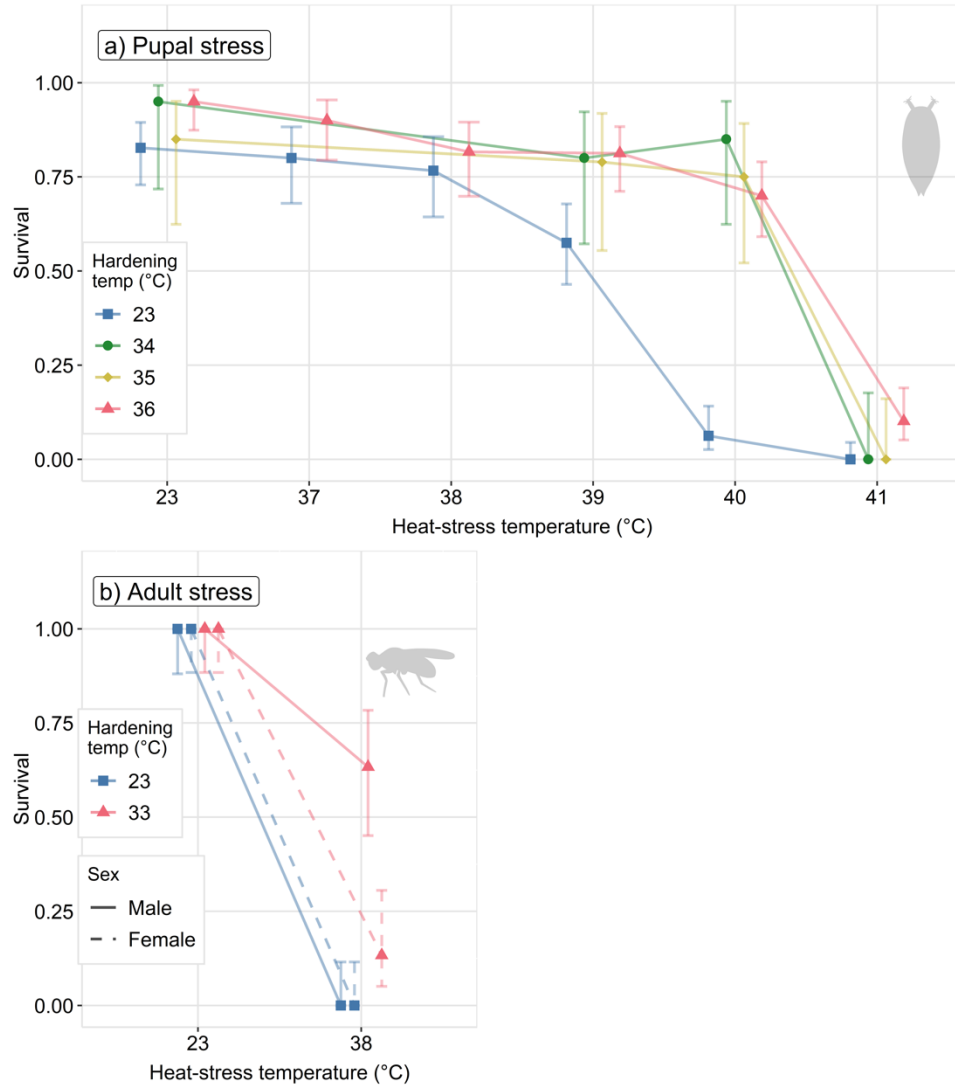 a) Pupal stress
1.00
0.75
0.50
0.25
0.00
Survival
Hardening
temp (°C)
23
34
35
36
23 37 38 39 40 41
Heat-stress temperature (°C)
b) Adult stress
1.00
0.75
0.50
0.25
0.00
Survival
Hardening
temp (°C)
23
33
Sex
Male
Female
23 38
Heat-stress temperature (°C)